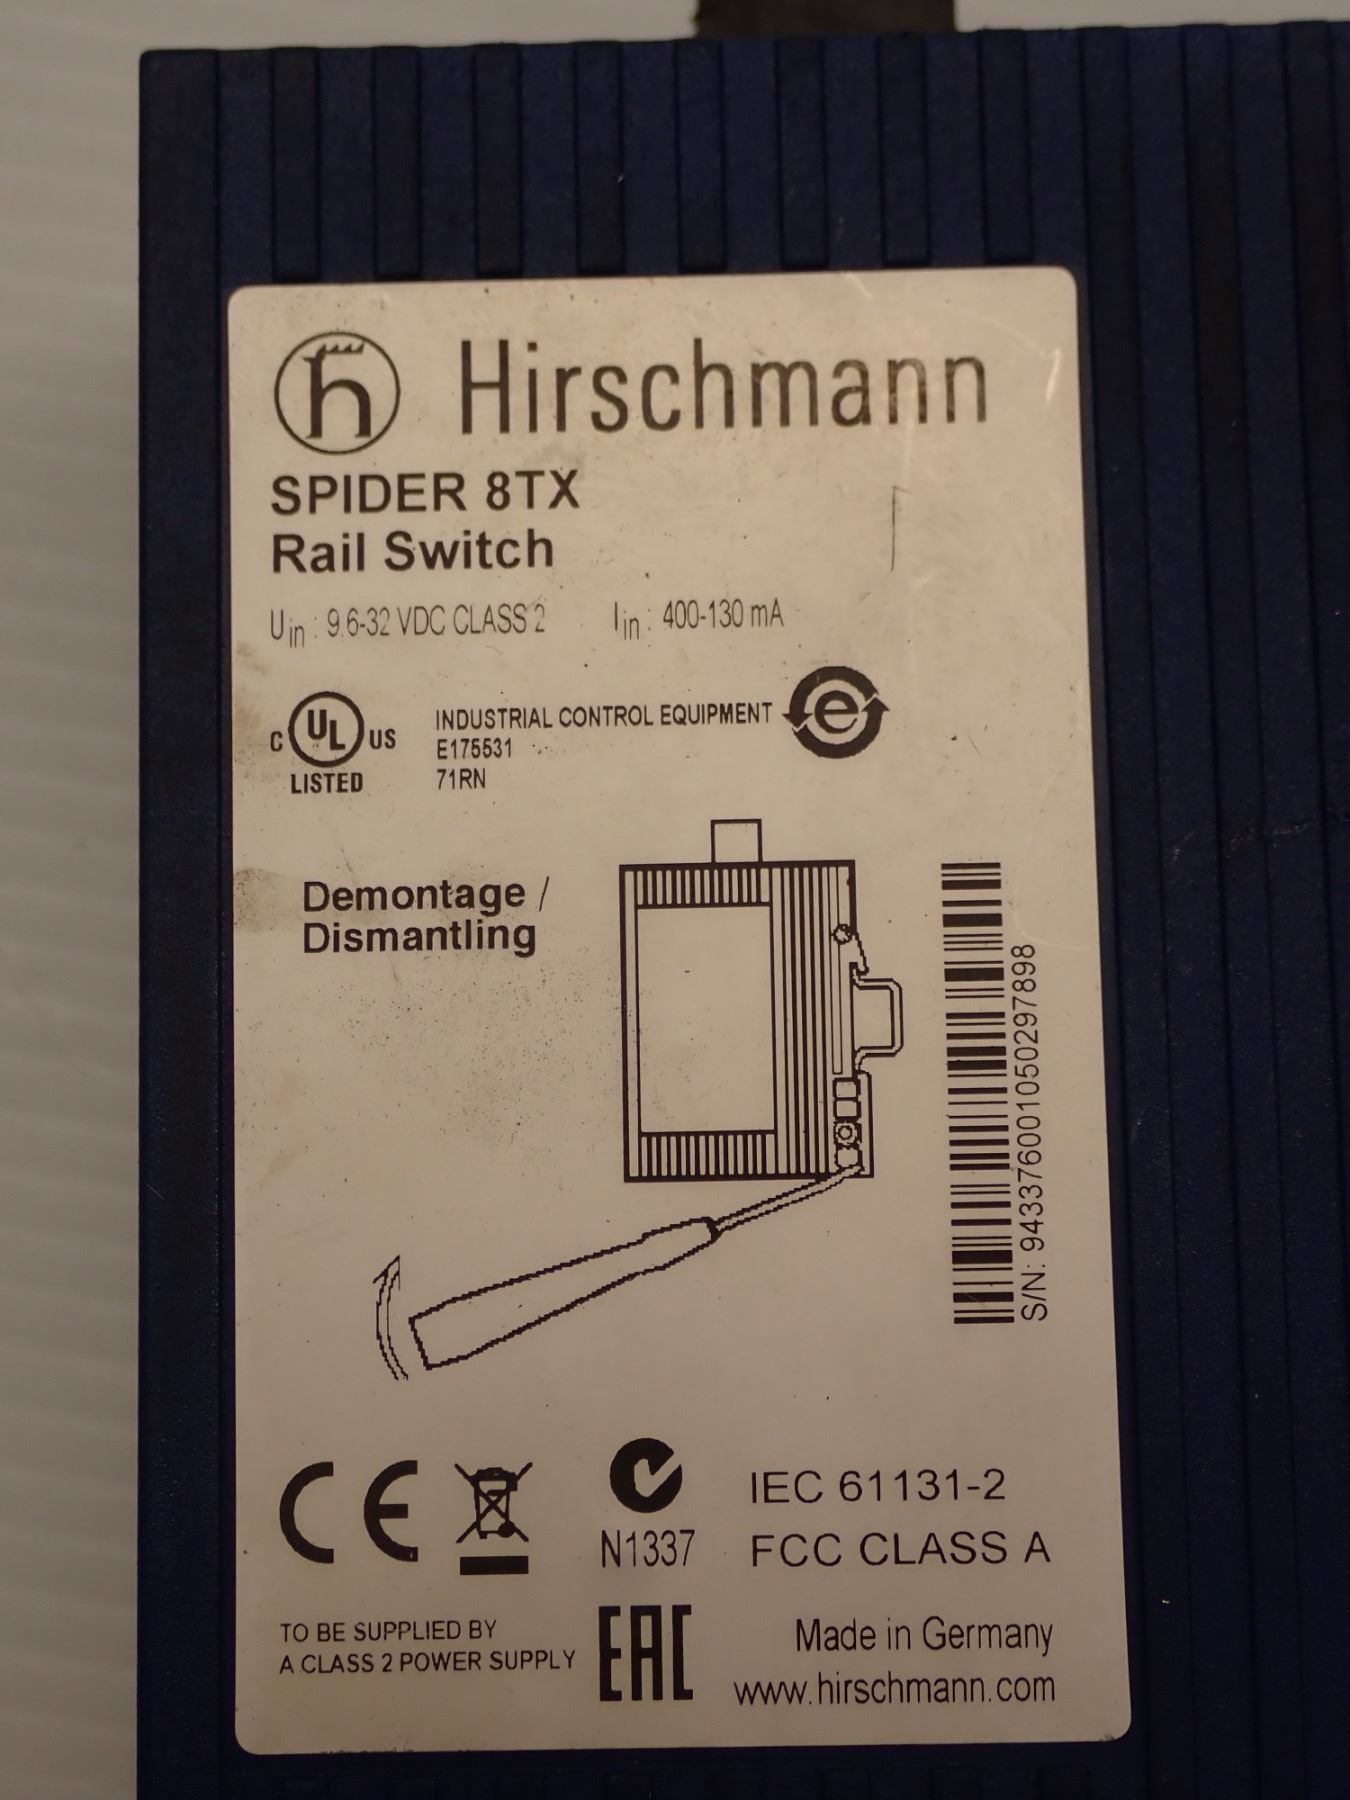 Hirschmann
SPIDER 8TX
Rail Switch
Uin : 9.6-32 VDC CLASS 2 Iin : 400-130 mA
C UL US
LISTED
INDUSTRIAL CONTROL EQUIPMENT
E175531
71RN
e
Demontage /
Dismantling
S/N: 943376001050297898
CE
N1337
IEC 61131-2
FCC CLASS A
TO BE SUPPLIED BY
A CLASS 2 POWER SUPPLY
EAC
Made in Germany
www.hirschmann.com